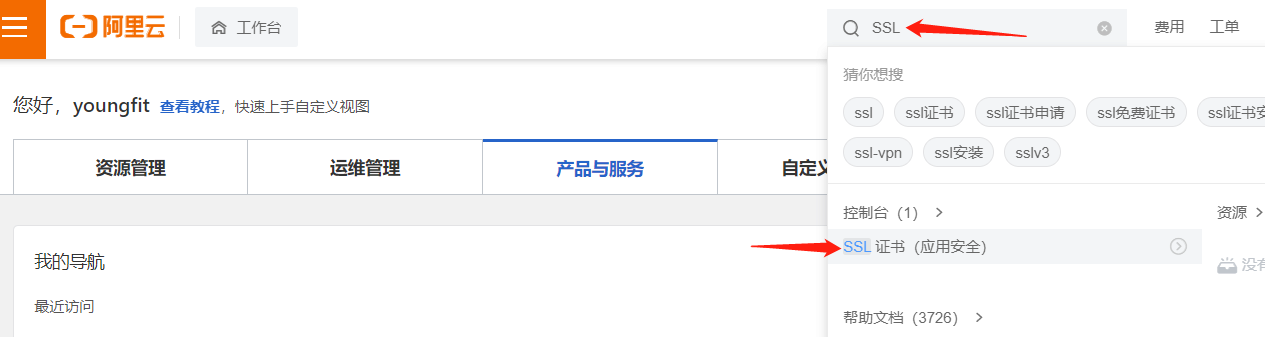 阿里云 工作台 SSL 费用 工单
猜你想搜
您好，youngfit 查看教程，快速上手自定义视图
ssl ssl证书 ssl证书申请 ssl免费证书 ssl证书安
ssl-vpn ssl安装 sslv3
资源管理 运维管理 产品与服务 自定义
控制台（1） > 资源 >
SSL 证书（应用安全）
我的导航
没有
最近访问
帮助文档（3726） >